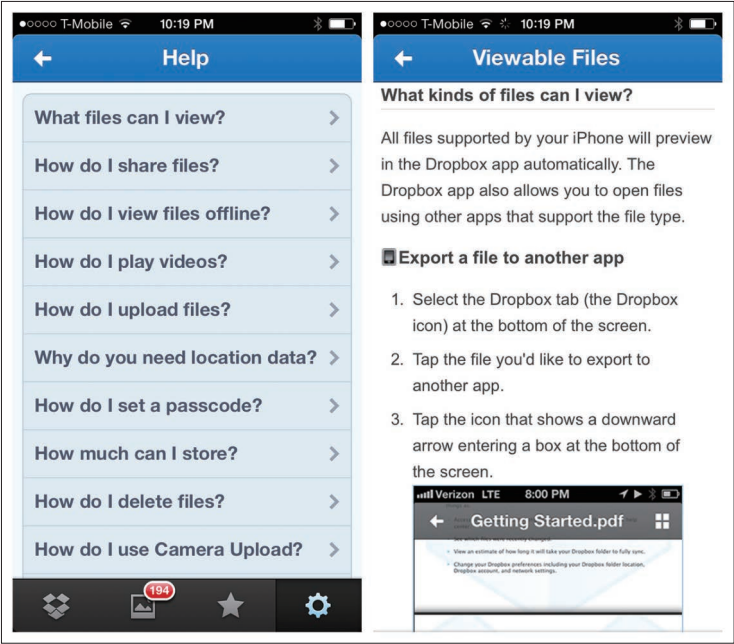 T-Mobile 10:19 PM
Help
What files can I view?
How do I share files?
How do I view files offline?
How do I play videos?
How do I upload files?
Why do you need location data?
How do I set a passcode?
How much can I store?
How do I delete files?
How do I use Camera Upload?
194
T-Mobile 10:19 PM
Viewable Files
What kinds of files can I view?
All files supported by your iPhone will preview
in the Dropbox app automatically. The
Dropbox app also allows you to open files
using other apps that support the file type.
Export a file to another app
1. Select the Dropbox tab (the Dropbox
icon) at the bottom of the screen.
2. Tap the file you'd like to export to
another app.
3. Tap the icon that shows a downward
arrow entering a box at the bottom of
the screen.
Verizon LTE 8:00 PM
Getting Started.pdf
See which files were recently changed.
• View an estimate of how long it will take your Dropbox folder to fully sync.
• Change your Dropbox preferences including your Dropbox folder location,
Dropbox account, and network settings.